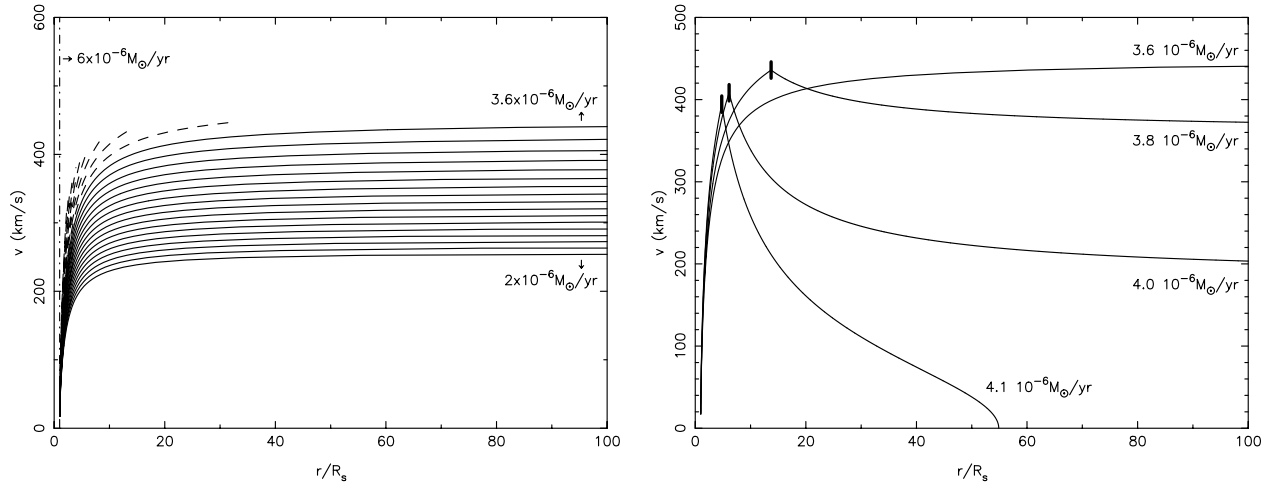 600
400
200
0
v (km/s)
→ 6x10⁻⁶M☉/yr
3.6x10⁻⁶M☉/yr
↑
↓
2x10⁻⁶M☉/yr
0 20 40 60 80 100
r/Rₛ
500
400
300
200
100
0
v (km/s)
3.6 10⁻⁶M☉/yr
3.8 10⁻⁶M☉/yr
4.0 10⁻⁶M☉/yr
4.1 10⁻⁶M☉/yr
0 20 40 60 80 100
r/Rₛ